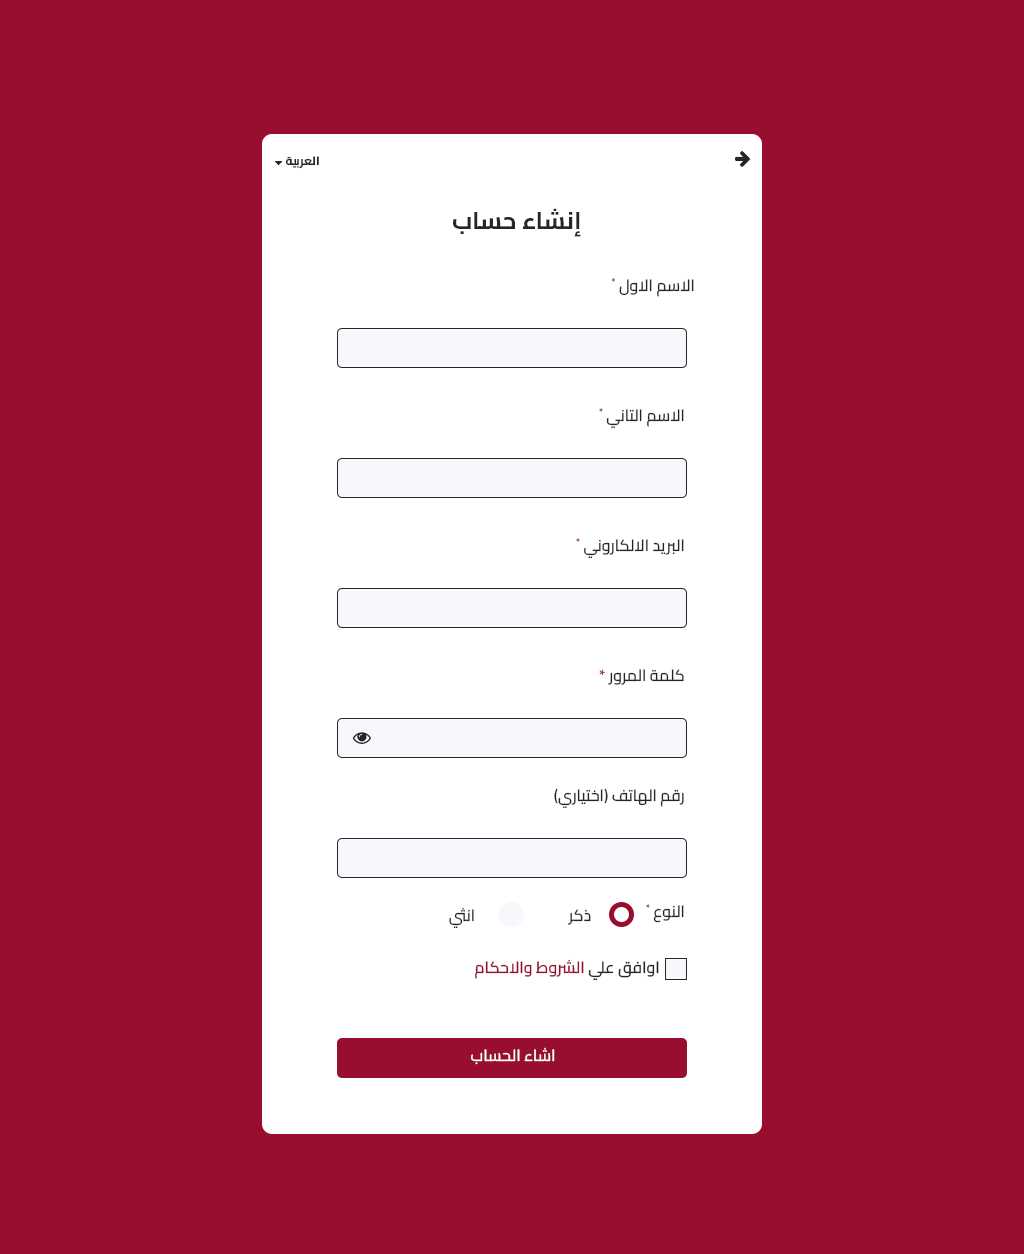 العربية
إنشاء حساب
الاسم الاول *
الاسم التاني *
البريد الالكاروني *
كلمة المرور *
رقم الهاتف (اختياري)
النوع * ذكر انثي
اوافق علي الشروط والاحكام
اشاء الحساب